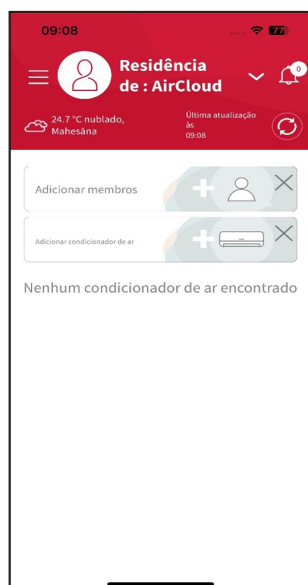 09:08
77
Residência
de : AirCloud
0
24.7 °C nublado,
Mahesāna
Última atualização
às
09:08
Adicionar membros
Adicionar condicionador de ar
Nenhum condicionador de ar encontrado